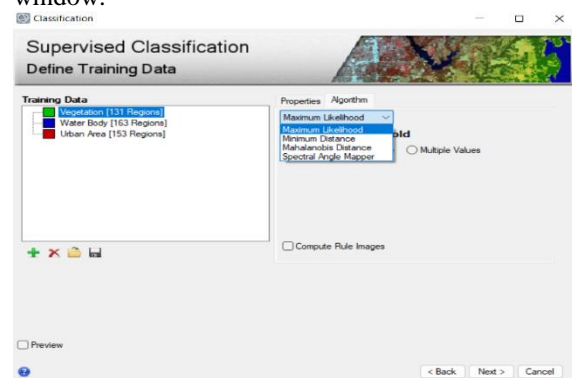 window.
Classification
Supervised Classification
Define Training Data
Training Data
Vegetation [131 Regions]
Water Body [163 Regions]
Urban Area [153 Regions]
Properties Algorithm
Maximum Likelihood
Maximum Likelihood
Minimum Distance
Mahalanobis Distance
Spectral Angle Mapper
old
Multiple Values
Compute Rule Images
Preview
< Back Next > Cancel